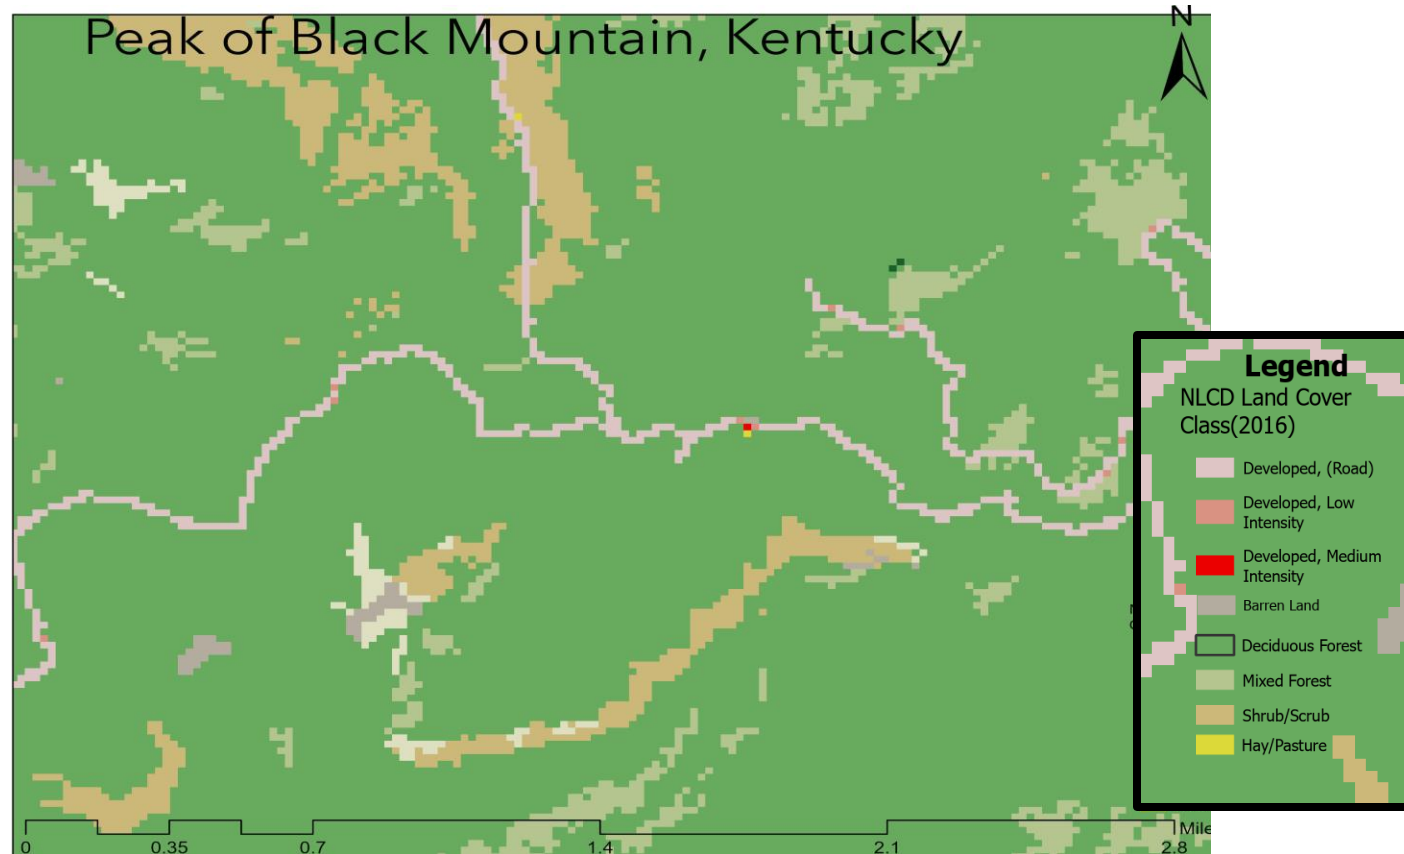 Peak of Black Mountain, Kentucky
N
Legend
NLCD Land Cover
Class(2016)
Developed, (Road)
Developed, Low
Intensity
Developed, Medium
Intensity
Barren Land
Deciduous Forest
Mixed Forest
Shrub/Scrub
Hay/Pasture
0 0.35 0.7 1.4 2.1 2.8 Mile